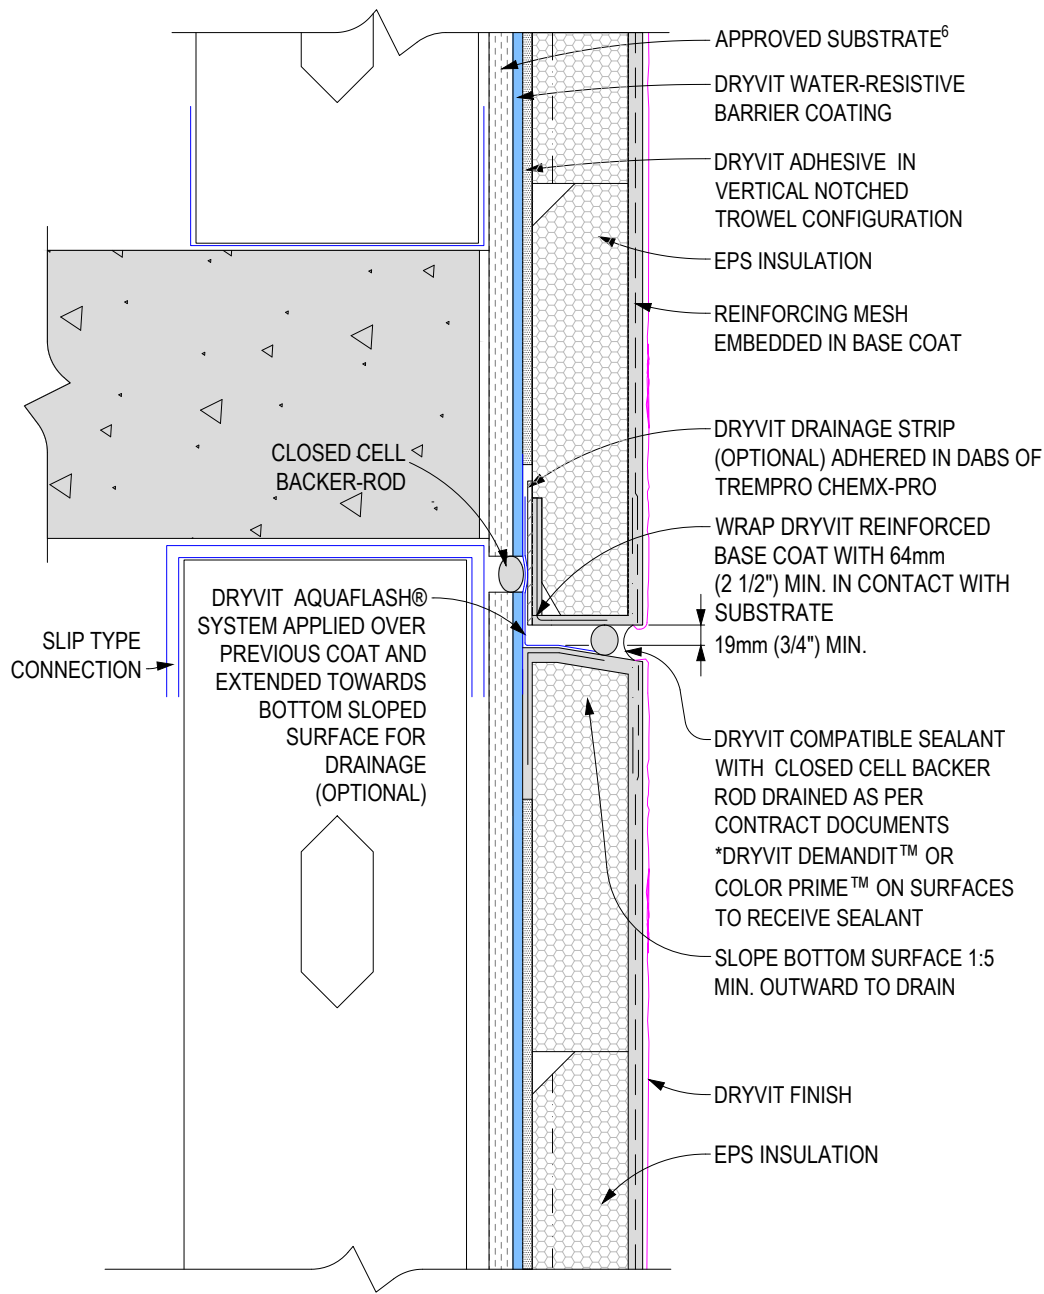 APPROVED SUBSTRATE⁶
DRYVIT WATER-RESISTIVE
BARRIER COATING
DRYVIT ADHESIVE IN
VERTICAL NOTCHED
TROWEL CONFIGURATION
EPS INSULATION
REINFORCING MESH
EMBEDDED IN BASE COAT
DRYVIT DRAINAGE STRIP
(OPTIONAL) ADHERED IN DABS OF
TREMPRO CHEMX-PRO
CLOSED CELL
BACKER-ROD
WRAP DRYVIT REINFORCED
BASE COAT WITH 64mm
(2 1/2") MIN. IN CONTACT WITH
SUBSTRATE
19mm (3/4") MIN.
DRYVIT AQUAFLASH®
SYSTEM APPLIED OVER
PREVIOUS COAT AND
EXTENDED TOWARDS
BOTTOM SLOPED
SURFACE FOR
DRAINAGE
(OPTIONAL)
SLIP TYPE
CONNECTION
DRYVIT COMPATIBLE SEALANT
WITH CLOSED CELL BACKER
ROD DRAINED AS PER
CONTRACT DOCUMENTS
*DRYVIT DEMANDIT™ OR
COLOR PRIME™ ON SURFACES
TO RECEIVE SEALANT
SLOPE BOTTOM SURFACE 1:5
MIN. OUTWARD TO DRAIN
DRYVIT FINISH
EPS INSULATION